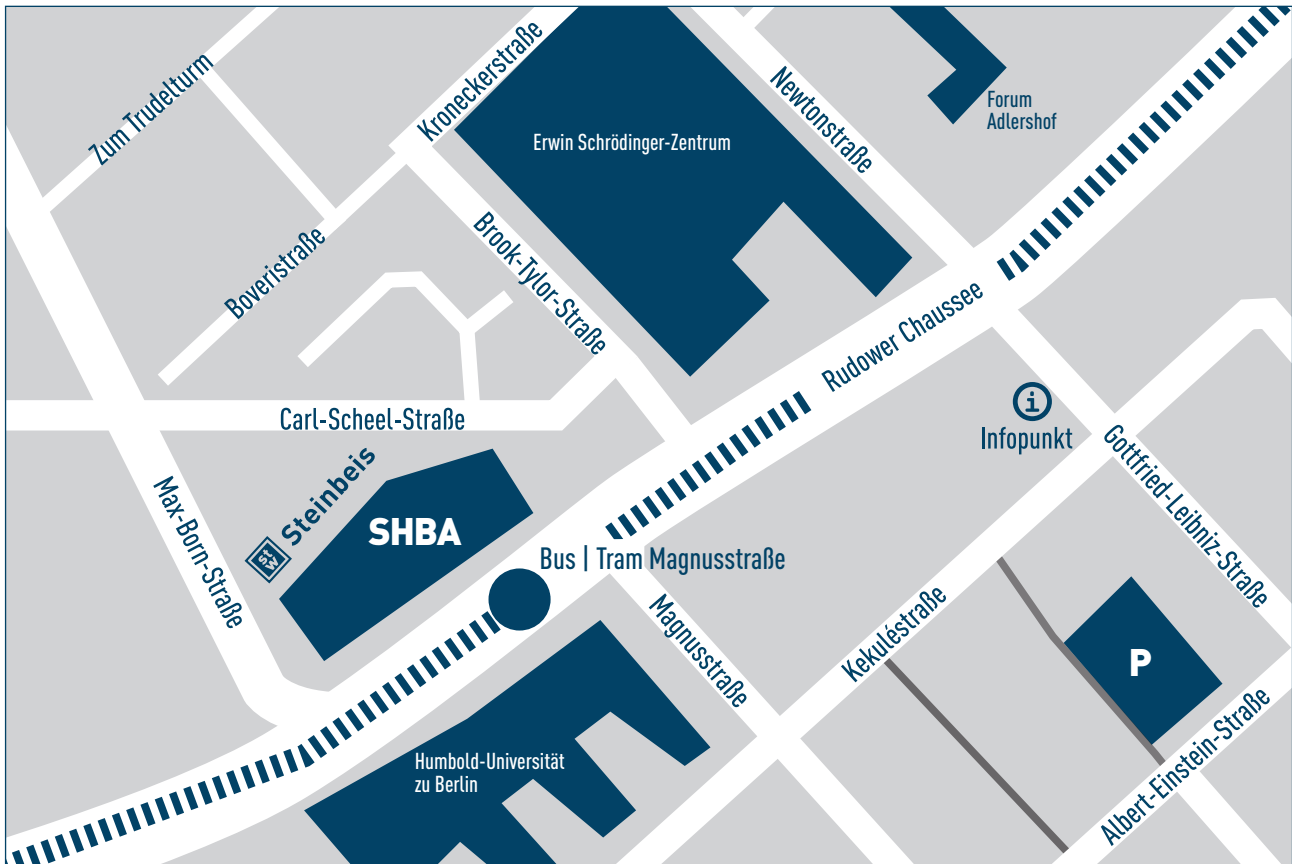 Zum Trudelturm
Kroneckerstraße
Newtonstraße
Forum
Adlershof
Erwin Schrödinger-Zentrum
Boveristraße
Brook-Tylor-Straße
Rudower Chaussee
Carl-Scheel-Straße
i
Infopunkt
Gottfried-Leibniz-Straße
Max-Born-Straße
stw Steinbeis
SHBA
Bus | Tram Magnusstraße
Magnusstraße
Kekuléstraße
P
Albert-Einstein-Straße
Humbold-Universität
zu Berlin